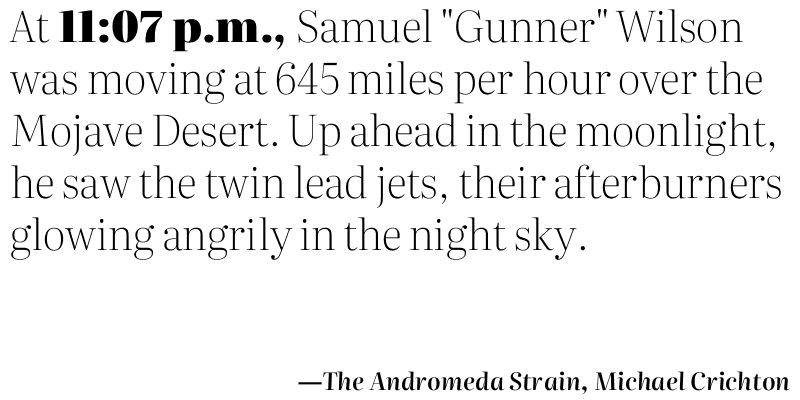 At 11:07 p.m., Samuel "Gunner" Wilson
was moving at 645 miles per hour over the
Mojave Desert. Up ahead in the moonlight,
he saw the twin lead jets, their afterburners
glowing angrily in the night sky.
—The Andromeda Strain, Michael Crichton